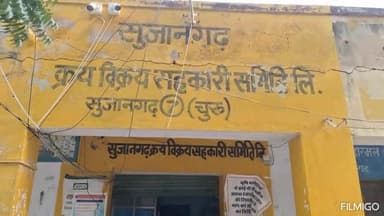 सुजानगढ़
क्रय विक्रय सहकारी समिति लि.
सुजानगढ़ (चुरू)
सुजानगढ़ क्रय विक्रय सहकारी समिति लि
FILMIGO